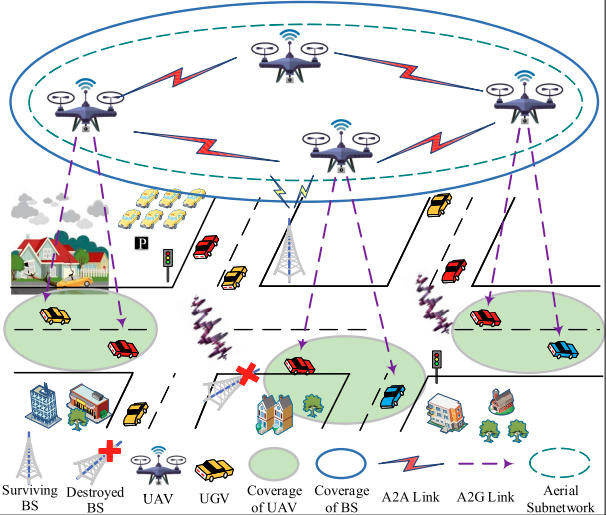 P
Surviving
BS
Destroyed
BS
UAV
UGV
Coverage
of UAV
Coverage
of BS
A2A Link
A2G Link
Aerial
Subnetwork